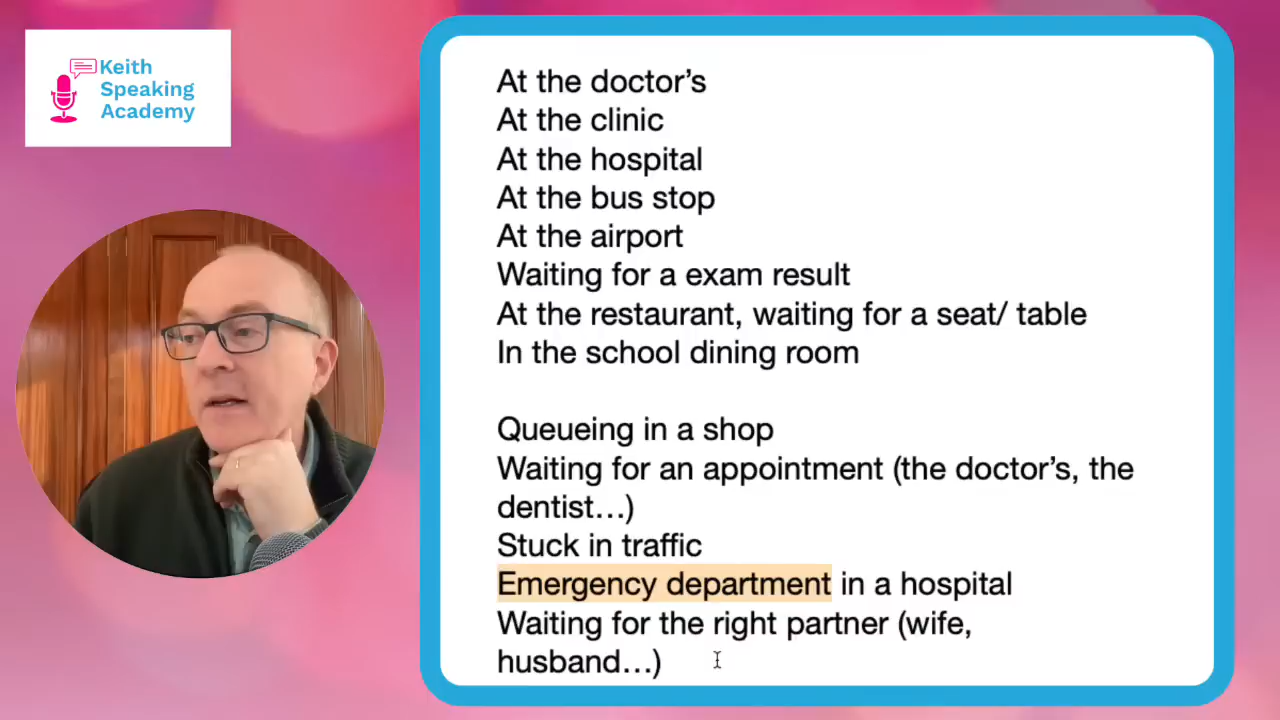 Keith
Speaking
Academy
At the doctor’s
At the clinic
At the hospital
At the bus stop
At the airport
Waiting for a exam result
At the restaurant, waiting for a seat/ table
In the school dining room
Queueing in a shop
Waiting for an appointment (the doctor’s, the
dentist…)
Stuck in traffic
Emergency department in a hospital
Waiting for the right partner (wife,
husband…)